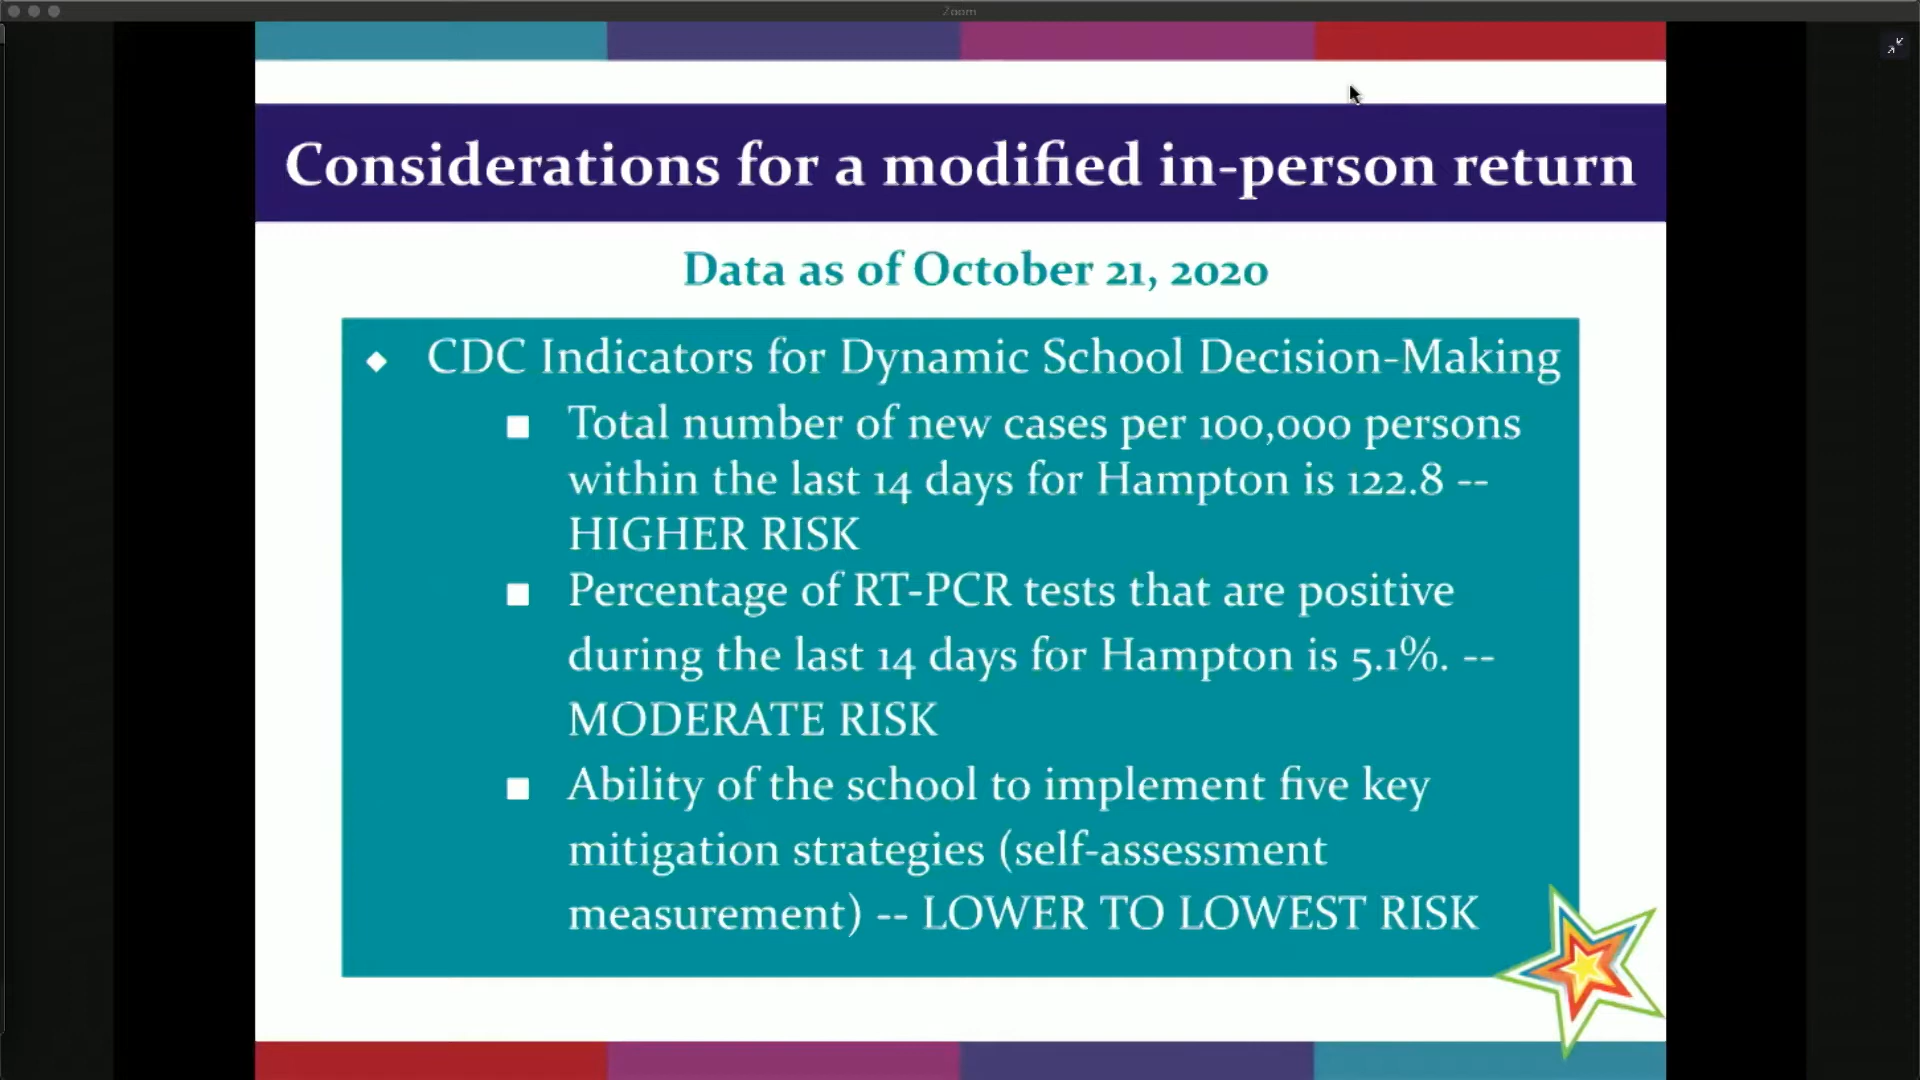 Zoom
Considerations for a modified in-person return
Data as of October 21, 2020
CDC Indicators for Dynamic School Decision-Making
Total number of new cases per 100,000 persons
within the last 14 days for Hampton is 122.8 --
HIGHER RISK
Percentage of RT-PCR tests that are positive
during the last 14 days for Hampton is 5.1%. --
MODERATE RISK
Ability of the school to implement five key
mitigation strategies (self-assessment
measurement) -- LOWER TO LOWEST RISK